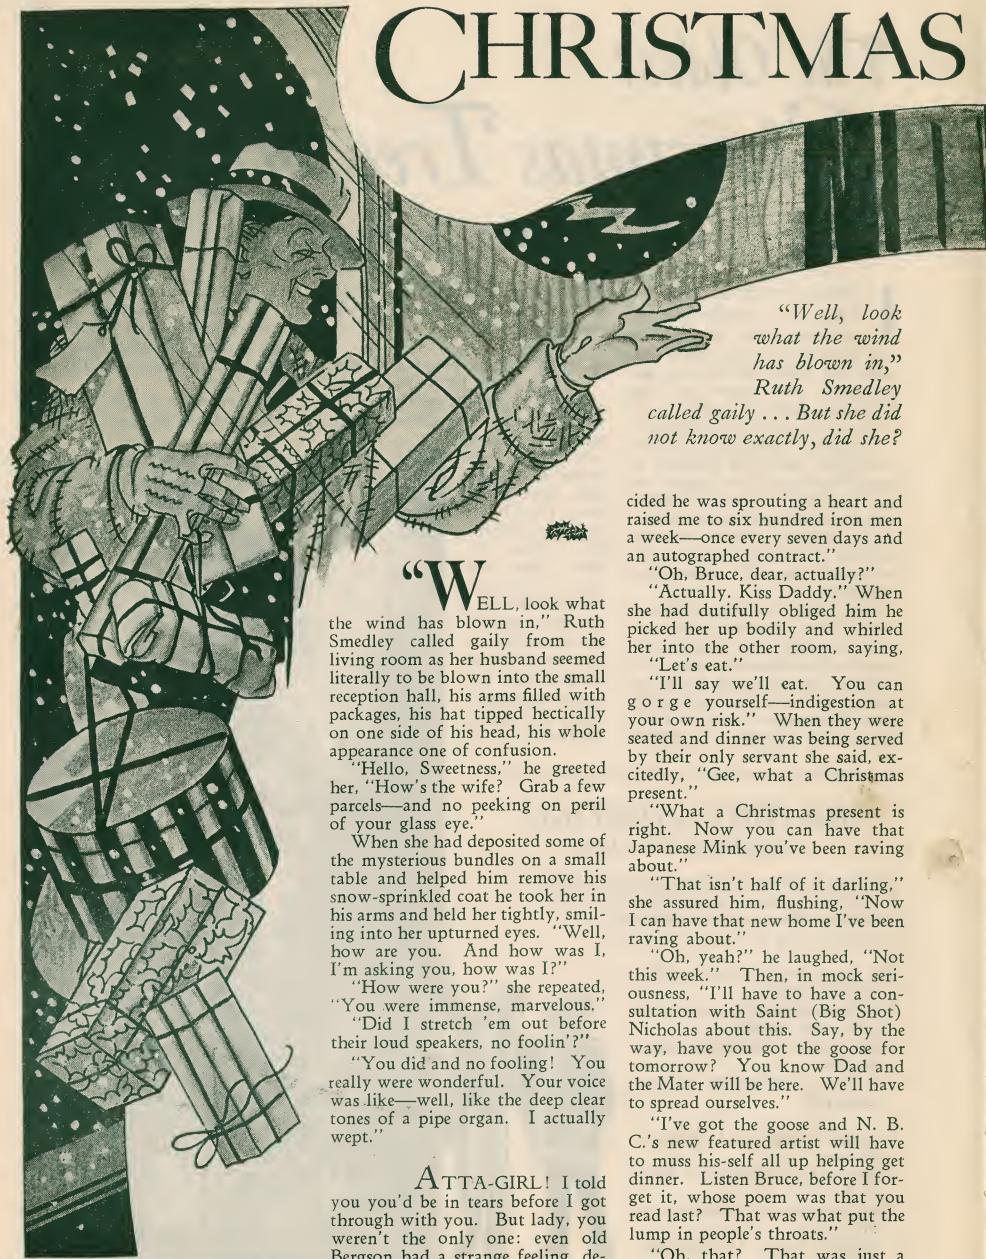 CHRISTMAS
“Well, look
what the wind
has blown in,”
Ruth Smedley
called gaily . . . But she did
not know exactly, did she?
“WELL, look what
the wind has blown in,” Ruth
Smedley called gaily from the
living room as her husband seemed
literally to be blown into the small
reception hall, his arms filled with
packages, his hat tipped hectically
on one side of his head, his whole
appearance one of confusion.
“Hello, Sweetness,” he greeted
her, “How's the wife? Grab a few
parcels—and no peeking on peril
of your glass eye.”
When she had deposited some of
the mysterious bundles on a small
table and helped him remove his
snow-sprinkled coat he took her in
his arms and held her tightly, smil-
ing into her upturned eyes. “Well,
how are you. And how was I,
I'm asking you, how was I?”
“How were you?” she repeated,
“You were immense, marvelous.”
“Did I stretch 'em out before
their loud speakers, no foolin'?”
“You did and no fooling! You
really were wonderful. Your voice
was like—well, like the deep clear
tones of a pipe organ. I actually
wept.”
ATTA-GIRL! I told
you you'd be in tears before I got
through with you. But lady, you
weren't the only one: even old
Bergson had a strange feeling, de-
cided he was sprouting a heart and
raised me to six hundred iron men
a week—once every seven days and
an autographed contract.”
“Oh, Bruce, dear, actually?”
“Actually. Kiss Daddy.” When
she had dutifully obliged him he
picked her up bodily and whirled
her into the other room, saying,
“Let's eat.”
“I'll say we'll eat. You can
gorge yourself—indigestion at
your own risk.” When they were
seated and dinner was being served
by their only servant she said, ex-
citedly, “Gee, what a Christmas
present.”
“What a Christmas present is
right. Now you can have that
Japanese Mink you've been raving
about.”
“That isn't half of it darling,”
she assured him, flushing, “Now
I can have that new home I've been
raving about.”
“Oh, yeah?” he laughed, “Not
this week.” Then, in mock seri-
ousness, “I'll have to have a con-
sultation with Saint (Big Shot)
Nicholas about this. Say, by the
way, have you got the goose for
tomorrow? You know Dad and
the Mater will be here. We'll have
to spread ourselves.”
“I've got the goose and N. B.
C.'s new featured artist will have
to muss his-self all up helping get
dinner. Listen Bruce, before I for-
get it, whose poem was that you
read last? That was what put the
lump in people's throats.”
“Oh, that? That was just a